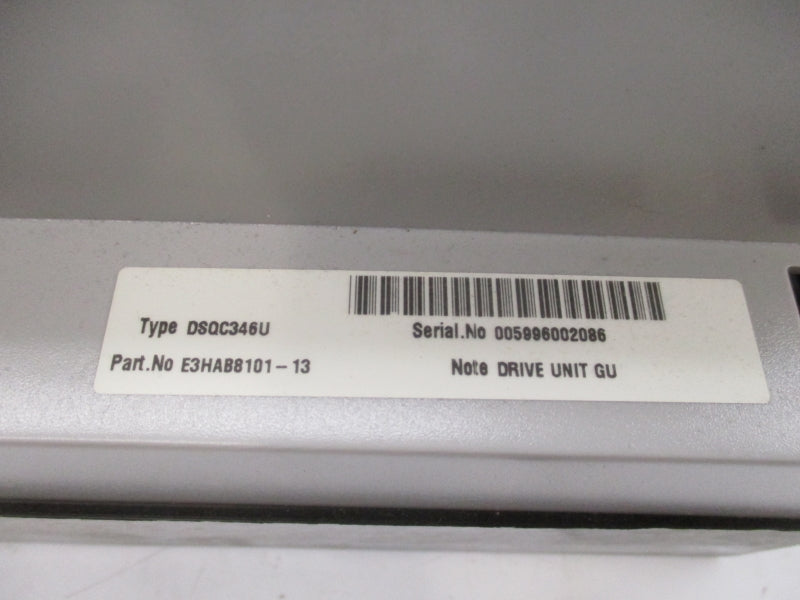 Type DSQC346U
Serial.No 005996002086
Part.No E3HAB8101-13
Note DRIVE UNIT GU